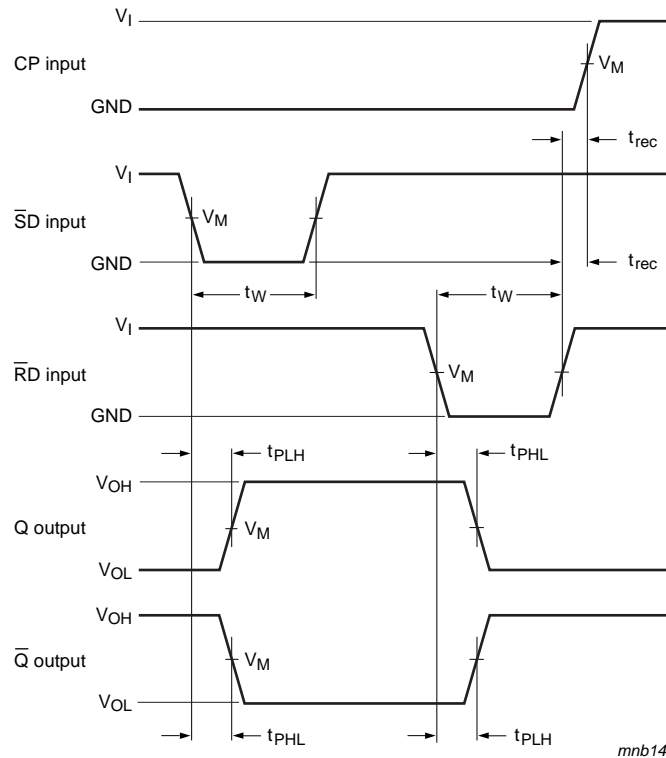 V_I
CP input
V_M
GND
t_rec
V_I
S̅D input
V_M
GND
t_rec
t_W
t_W
V_I
R̅D input
V_M
GND
t_PLH
t_PHL
V_OH
Q output
V_M
V_OL
V_OH
Q̅ output
V_M
V_OL
t_PHL
t_PLH
mnb14